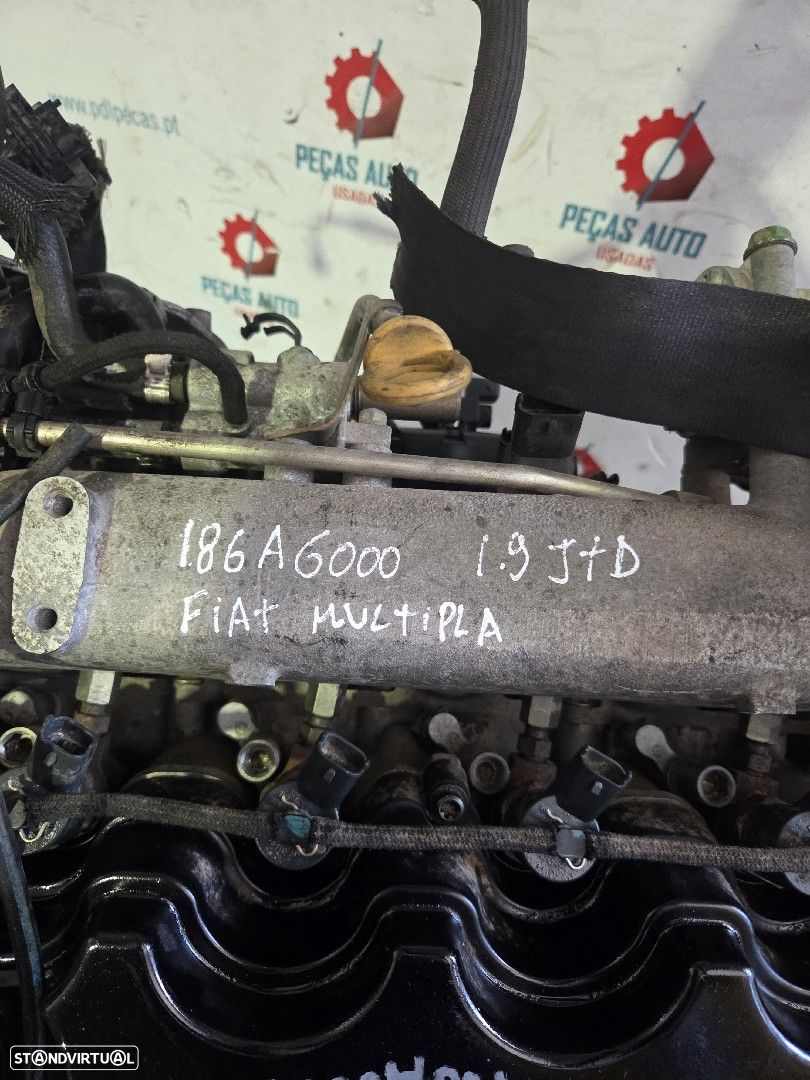 www.pdlpecas.pt
PEÇAS AUTO
USADAS
PEÇAS AUTO
USADAS
PEÇAS AUTO
186A6000 1.9 JtD
FiAt MULtiPLA
STANDVIRTUAL